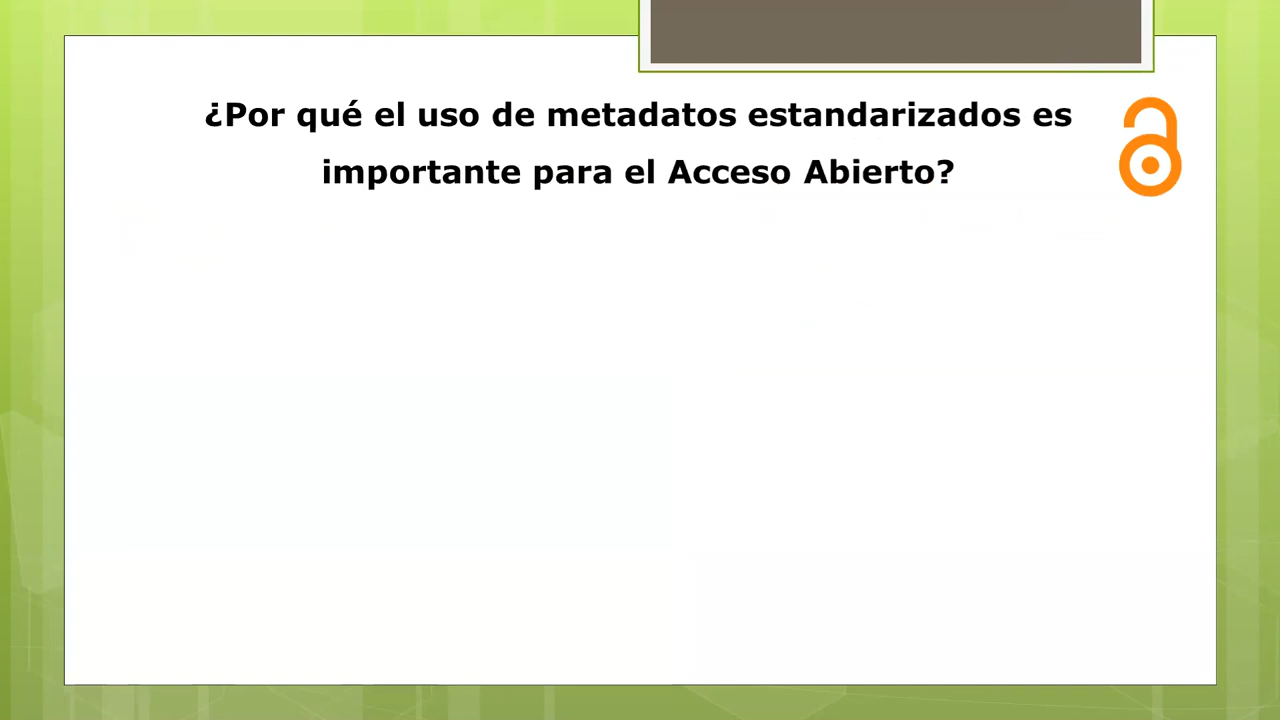 ¿Por qué el uso de metadatos estandarizados es
importante para el Acceso Abierto?